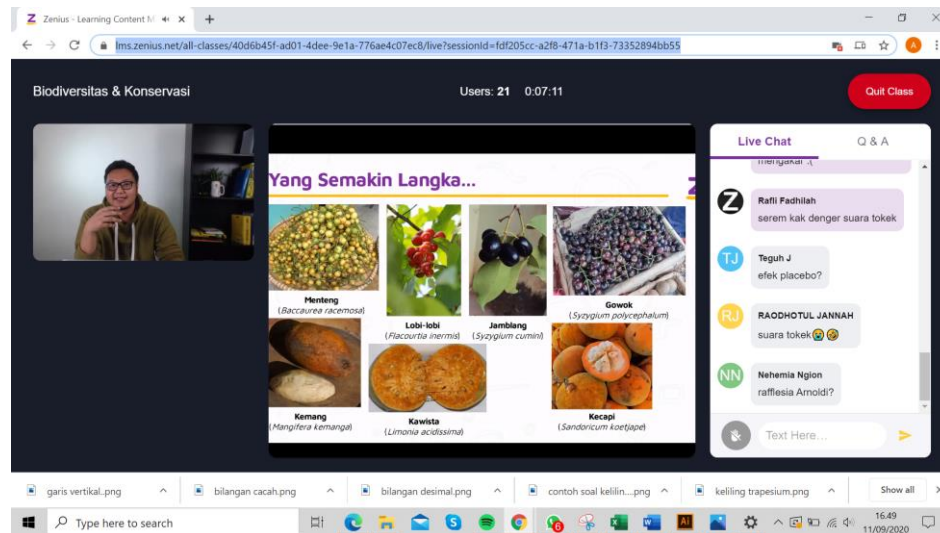 Zenius - Learning Content M
lms.zenius.net/all-classes/40d6b45f-ad01-4dee-9e1a-776ae4c07ec8/live?sessionId=fdf205cc-a2f8-471a-b1f3-73352894bb55
A
Biodiversitas & Konservasi
Users: 21 0:07:11
Quit Class
Yang Semakin Langka...
Menteng
(Baccaurea racemosa)
Lobi-lobi
(Flacourtia inermis)
Jamblang
(Syzygium cumini)
Gowok
(Syzygium polycephalum)
Kemang
(Mangifera kemanga)
Kawista
(Limonia acidissima)
Kecapi
(Sandoricum koetjape)
Live Chat
Q & A
mengakar :(
Rafli Fadhilah
serem kak denger suara tokek
TJ
Teguh J
efek placebo?
RJ
RAODHOTUL JANNAH
suara tokek😭🤣
NN
Nehemia Ngion
rafflesia Arnoldi?
Text Here...
garis vertikal.png
bilangan cacah.png
bilangan desimal.png
contoh soal kelilin....png
keliling trapesium.png
Show all
Type here to search
16.49
11/09/2020